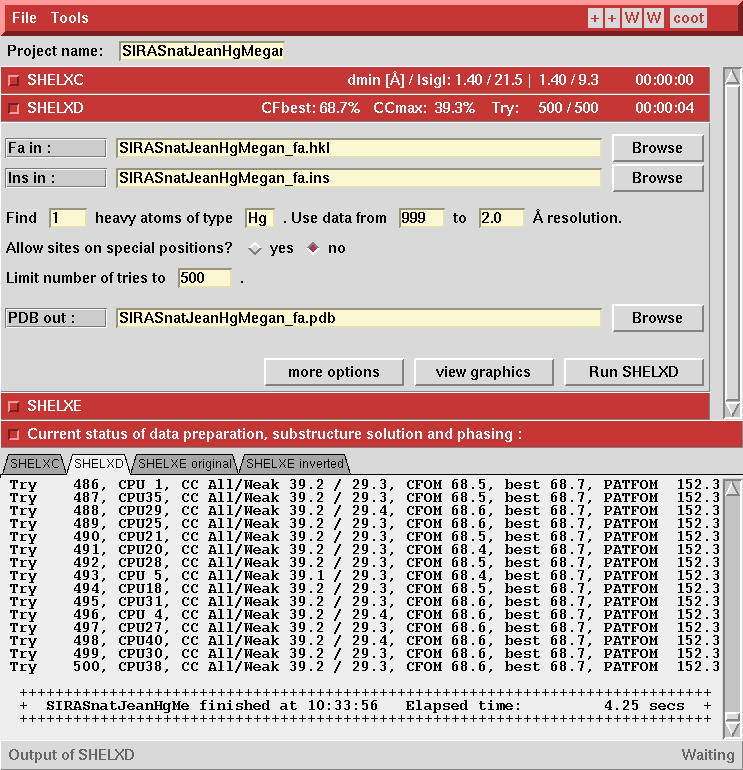 File Tools + + W W coot
Project name: SIRASnatJeanHgMegar
SHELXC dmin [Å] / Isigl: 1.40 / 21.5 | 1.40 / 9.3 00:00:00
SHELXD CFbest: 68.7% CCmax: 39.3% Try: 500 / 500 00:00:04
Fa in : SIRASnatJeanHgMegan_fa.hkl Browse
Ins in : SIRASnatJeanHgMegan_fa.ins Browse
Find 1 heavy atoms of type Hg . Use data from 999 to 2.0 Å resolution.
Allow sites on special positions? yes no
Limit number of tries to 500 .
PDB out : SIRASnatJeanHgMegan_fa.pdb Browse
more options view graphics Run SHELXD
SHELXE
Current status of data preparation, substructure solution and phasing :
SHELXC SHELXD SHELXE original SHELXE inverted
Try 486, CPU 1, CC All/Weak 39.2 / 29.3, CFOM 68.5, best 68.7, PATFOM 152.3
Try 487, CPU35, CC All/Weak 39.2 / 29.3, CFOM 68.5, best 68.7, PATFOM 152.3
Try 488, CPU29, CC All/Weak 39.2 / 29.4, CFOM 68.6, best 68.7, PATFOM 152.3
Try 489, CPU25, CC All/Weak 39.2 / 29.3, CFOM 68.6, best 68.7, PATFOM 152.3
Try 490, CPU21, CC All/Weak 39.2 / 29.3, CFOM 68.5, best 68.7, PATFOM 152.3
Try 491, CPU20, CC All/Weak 39.2 / 29.3, CFOM 68.4, best 68.7, PATFOM 152.3
Try 492, CPU28, CC All/Weak 39.2 / 29.3, CFOM 68.5, best 68.7, PATFOM 152.3
Try 493, CPU 5, CC All/Weak 39.1 / 29.3, CFOM 68.4, best 68.7, PATFOM 152.3
Try 494, CPU18, CC All/Weak 39.2 / 29.3, CFOM 68.5, best 68.7, PATFOM 152.3
Try 495, CPU31, CC All/Weak 39.2 / 29.3, CFOM 68.6, best 68.7, PATFOM 152.3
Try 496, CPU 4, CC All/Weak 39.2 / 29.4, CFOM 68.6, best 68.7, PATFOM 152.3
Try 497, CPU27, CC All/Weak 39.2 / 29.3, CFOM 68.6, best 68.7, PATFOM 152.3
Try 498, CPU40, CC All/Weak 39.2 / 29.4, CFOM 68.6, best 68.7, PATFOM 152.3
Try 499, CPU30, CC All/Weak 39.2 / 29.3, CFOM 68.6, best 68.7, PATFOM 152.3
Try 500, CPU38, CC All/Weak 39.2 / 29.3, CFOM 68.6, best 68.7, PATFOM 152.3
+++++++++++++++++++++++++++++++++++++++++++++++++++++++++++++++++++++++++++++
+ SIRASnatJeanHgMe finished at 10:33:56 Elapsed time: 4.25 secs +
+++++++++++++++++++++++++++++++++++++++++++++++++++++++++++++++++++++++++++++
Output of SHELXD Waiting